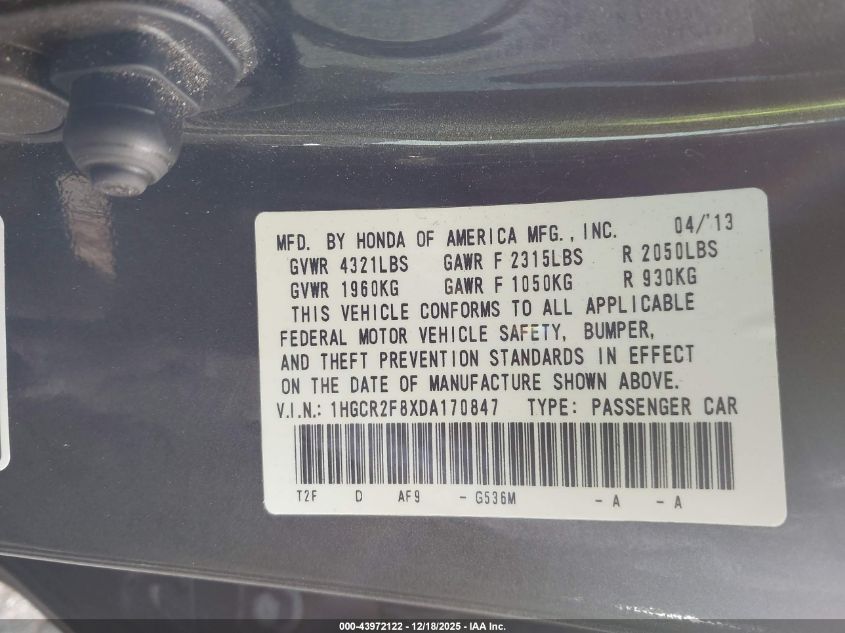 MFD. BY HONDA OF AMERICA MFG., INC. 04/'13
GVWR 4321LBS GAWR F 2315LBS R 2050LBS
GVWR 1960KG GAWR F 1050KG R 930KG
THIS VEHICLE CONFORMS TO ALL APPLICABLE
FEDERAL MOTOR VEHICLE SAFETY, BUMPER,
AND THEFT PREVENTION STANDARDS IN EFFECT
ON THE DATE OF MANUFACTURE SHOWN ABOVE.
V.I.N.: 1HGCR2F8XDA170847 TYPE: PASSENGER CAR
T2F D AF9 - G536M - A - A
000-43972122 - 12/18/2025 - IAA Inc.